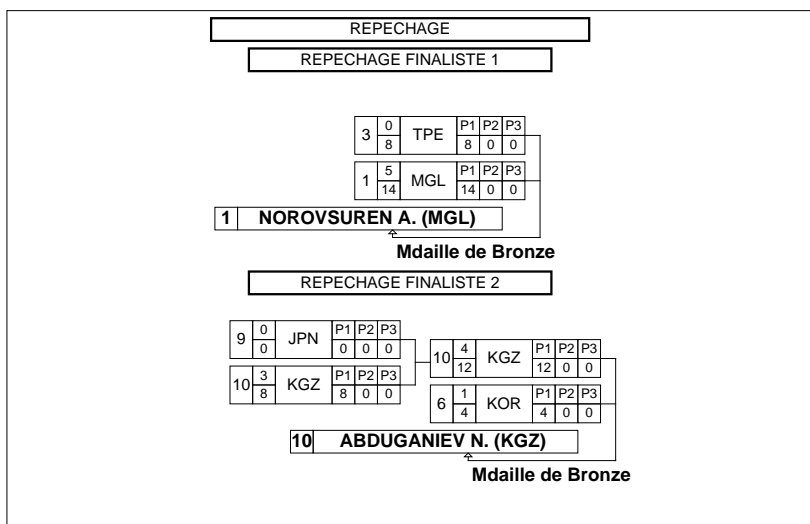 REPECHAGE
REPECHAGE FINALISTE 1
3 0 8 TPE P1 P2 P3 8 0 0
1 5 14 MGL P1 P2 P3 14 0 0
1 NOROVSUREN A. (MGL)
Mdaille de Bronze
REPECHAGE FINALISTE 2
9 0 0 JPN P1 P2 P3 0 0 0
10 3 8 KGZ P1 P2 P3 8 0 0
10 4 12 KGZ P1 P2 P3 12 0 0
6 1 4 KOR P1 P2 P3 4 0 0
10 ABDUGANIEV N. (KGZ)
Mdaille de Bronze